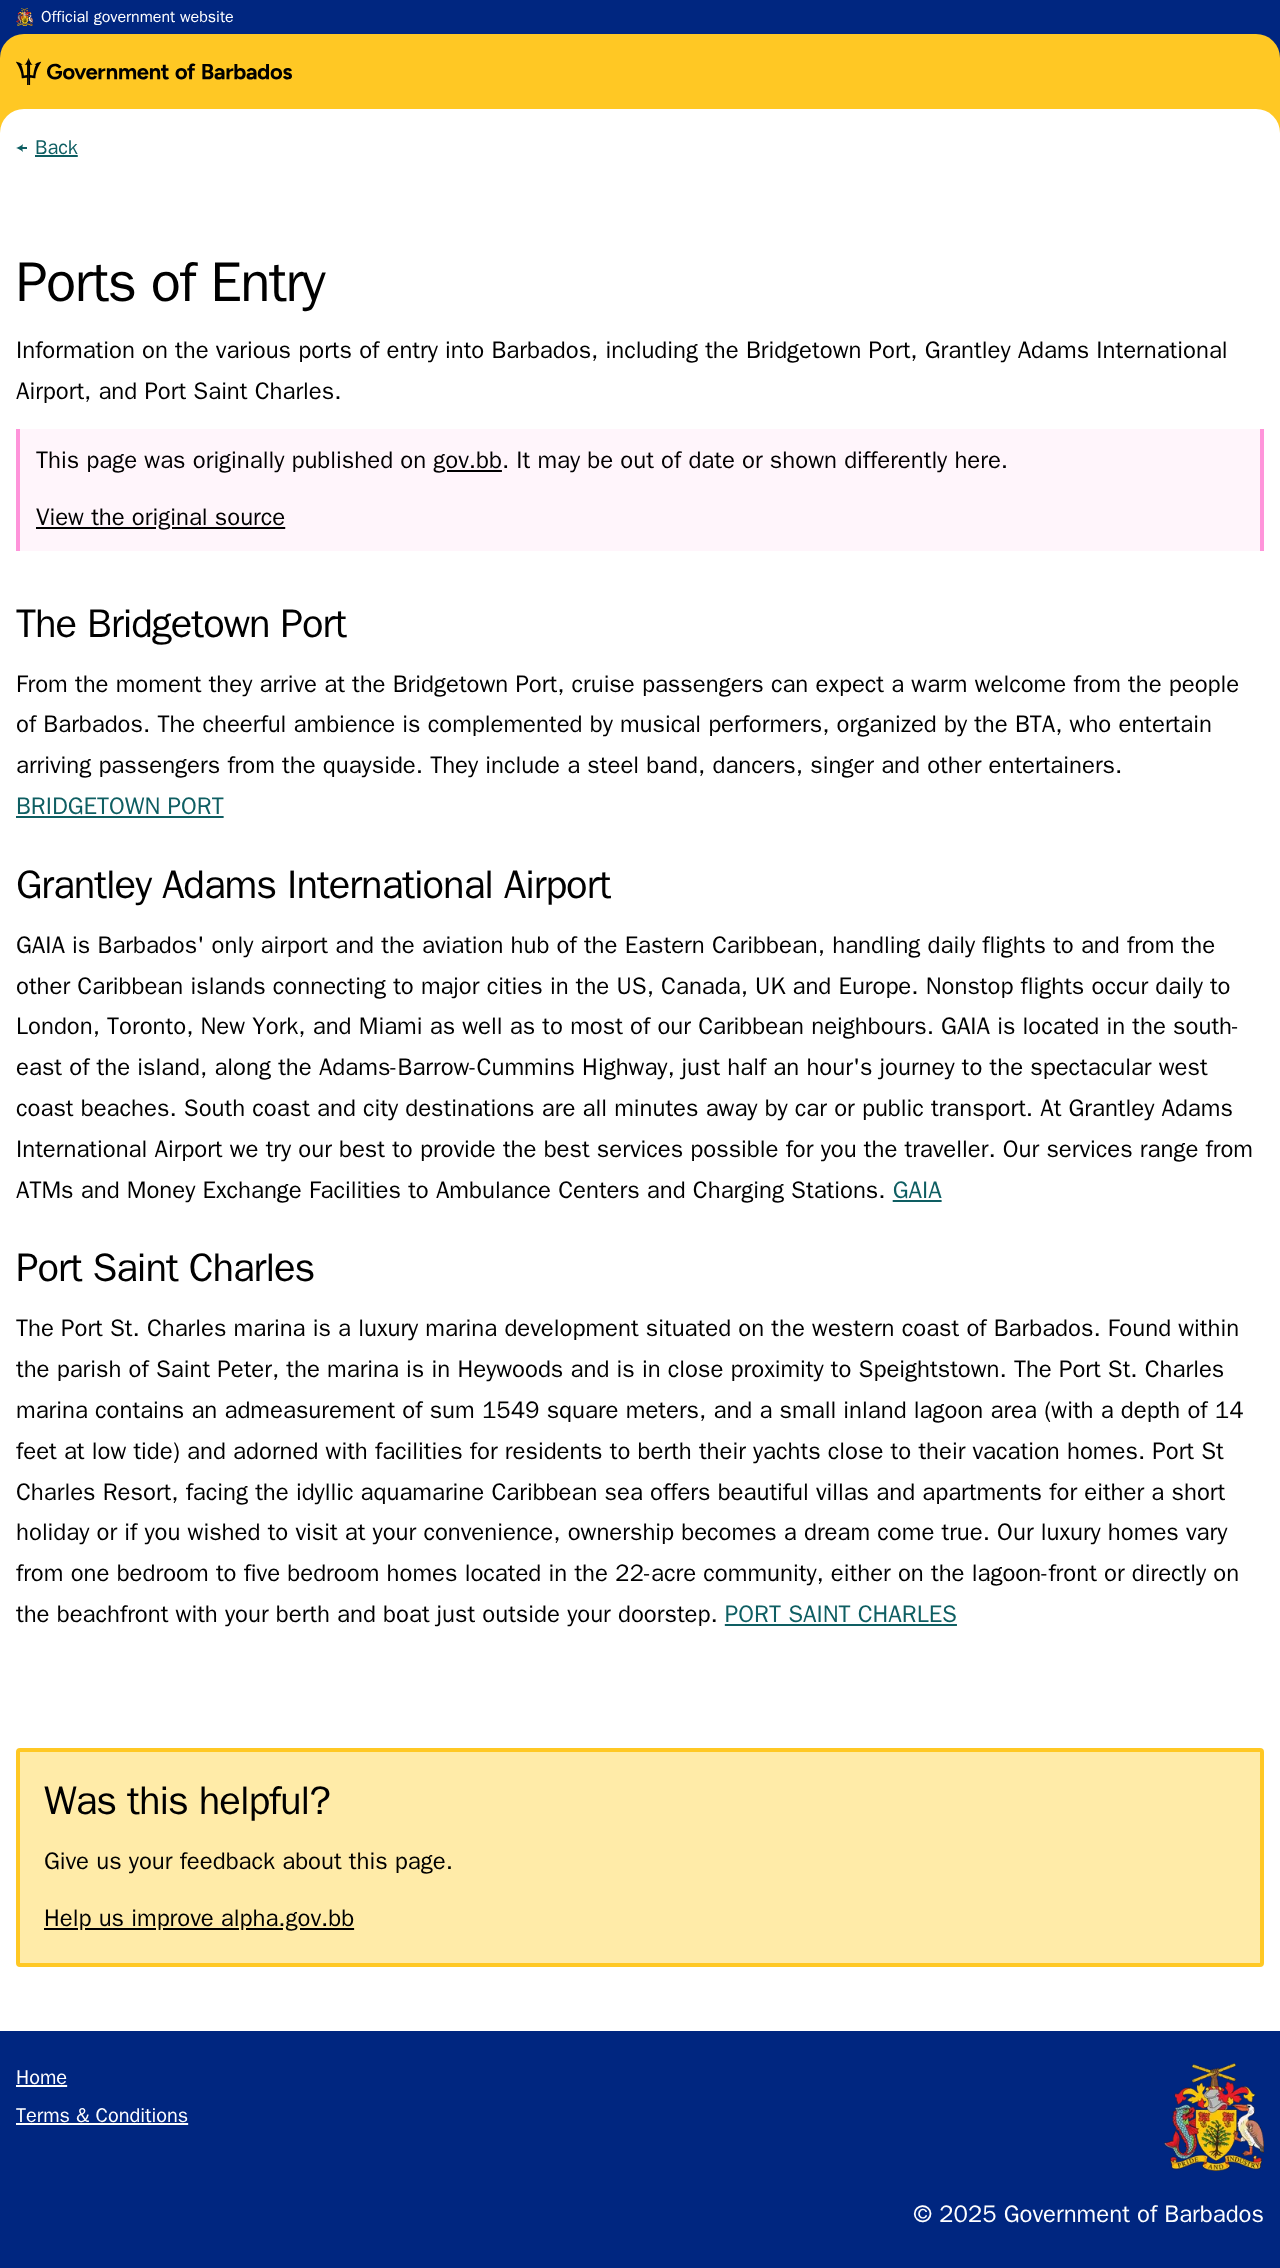 Official government website
Government of Barbados
Back
Ports of Entry
Information on the various ports of entry into Barbados, including the Bridgetown Port, Grantley Adams International
Airport, and Port Saint Charles.
This page was originally published on gov.bb. It may be out of date or shown differently here.
View the original source
The Bridgetown Port
From the moment they arrive at the Bridgetown Port, cruise passengers can expect a warm welcome from the people
of Barbados. The cheerful ambience is complemented by musical performers, organized by the BTA, who entertain
arriving passengers from the quayside. They include a steel band, dancers, singer and other entertainers.
BRIDGETOWN PORT
Grantley Adams International Airport
GAIA is Barbados' only airport and the aviation hub of the Eastern Caribbean, handling daily flights to and from the
other Caribbean islands connecting to major cities in the US, Canada, UK and Europe. Nonstop flights occur daily to
London, Toronto, New York, and Miami as well as to most of our Caribbean neighbours. GAIA is located in the south-
east of the island, along the Adams-Barrow-Cummins Highway, just half an hour's journey to the spectacular west
coast beaches. South coast and city destinations are all minutes away by car or public transport. At Grantley Adams
International Airport we try our best to provide the best services possible for you the traveller. Our services range from
ATMs and Money Exchange Facilities to Ambulance Centers and Charging Stations. GAIA
Port Saint Charles
The Port St. Charles marina is a luxury marina development situated on the western coast of Barbados. Found within
the parish of Saint Peter, the marina is in Heywoods and is in close proximity to Speightstown. The Port St. Charles
marina contains an admeasurement of sum 1549 square meters, and a small inland lagoon area (with a depth of 14
feet at low tide) and adorned with facilities for residents to berth their yachts close to their vacation homes. Port St
Charles Resort, facing the idyllic aquamarine Caribbean sea offers beautiful villas and apartments for either a short
holiday or if you wished to visit at your convenience, ownership becomes a dream come true. Our luxury homes vary
from one bedroom to five bedroom homes located in the 22-acre community, either on the lagoon-front or directly on
the beachfront with your berth and boat just outside your doorstep. PORT SAINT CHARLES
Was this helpful?
Give us your feedback about this page.
Help us improve alpha.gov.bb
Home
Terms & Conditions
PRIDE AND INDUSTRY
© 2025 Government of Barbados